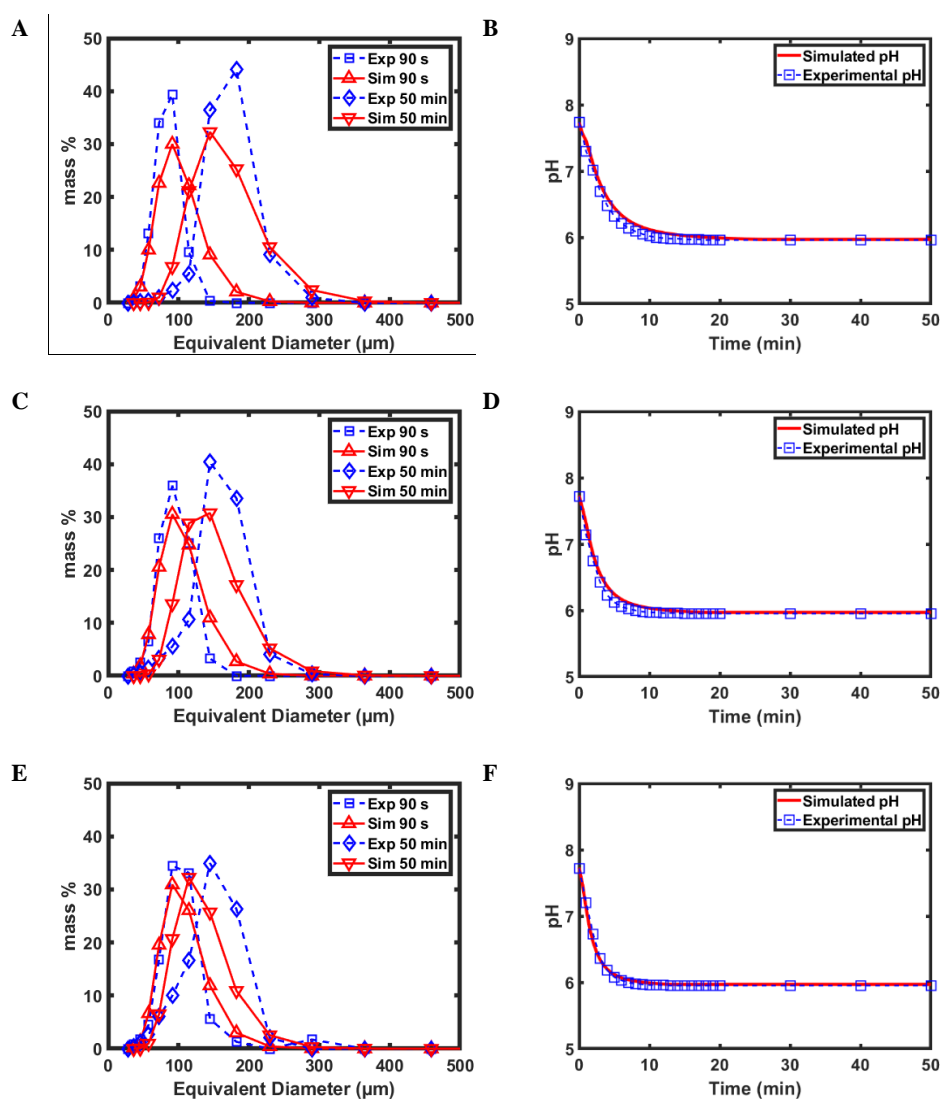 A
50
40
30
20
10
0
mass %
0 100 200 300 400 500
Equivalent Diameter (µm)
Exp 90 s
Sim 90 s
Exp 50 min
Sim 50 min
B
9
8
7
6
5
pH
0 10 20 30 40 50
Time (min)
Simulated pH
Experimental pH
C
50
40
30
20
10
0
mass %
0 100 200 300 400 500
Equivalent Diameter (µm)
Exp 90 s
Sim 90 s
Exp 50 min
Sim 50 min
D
9
8
7
6
5
pH
0 10 20 30 40 50
Time (min)
Simulated pH
Experimental pH
E
50
40
30
20
10
0
mass %
0 100 200 300 400 500
Equivalent Diameter (µm)
Exp 90 s
Sim 90 s
Exp 50 min
Sim 50 min
F
9
8
7
6
5
pH
0 10 20 30 40 50
Time (min)
Simulated pH
Experimental pH